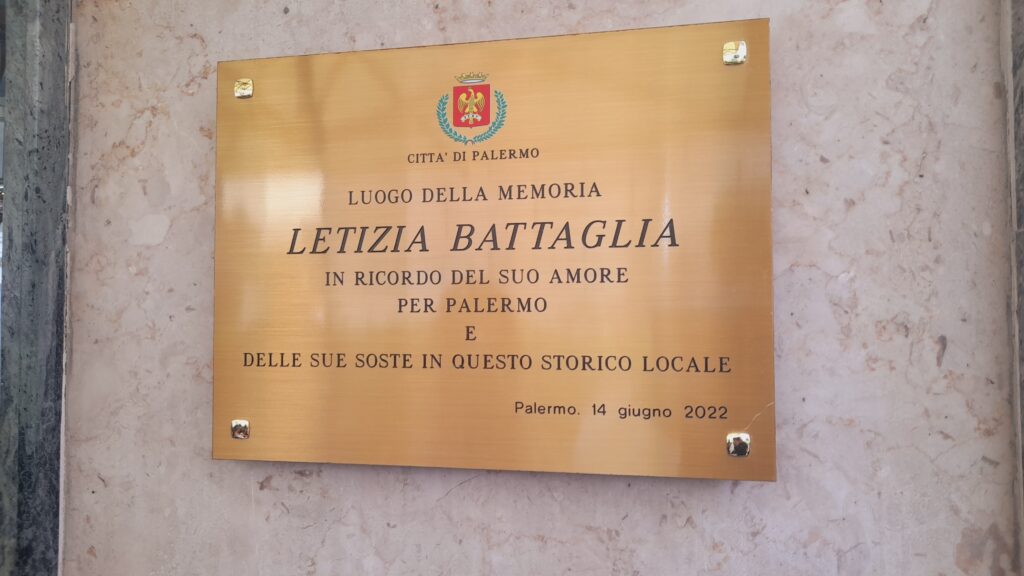 CITTA' DI PALERMO
LUOGO DELLA MEMORIA
LETIZIA BATTAGLIA
IN RICORDO DEL SUO AMORE
PER PALERMO
E
DELLE SUE SOSTE IN QUESTO STORICO LOCALE
Palermo. 14 giugno 2022